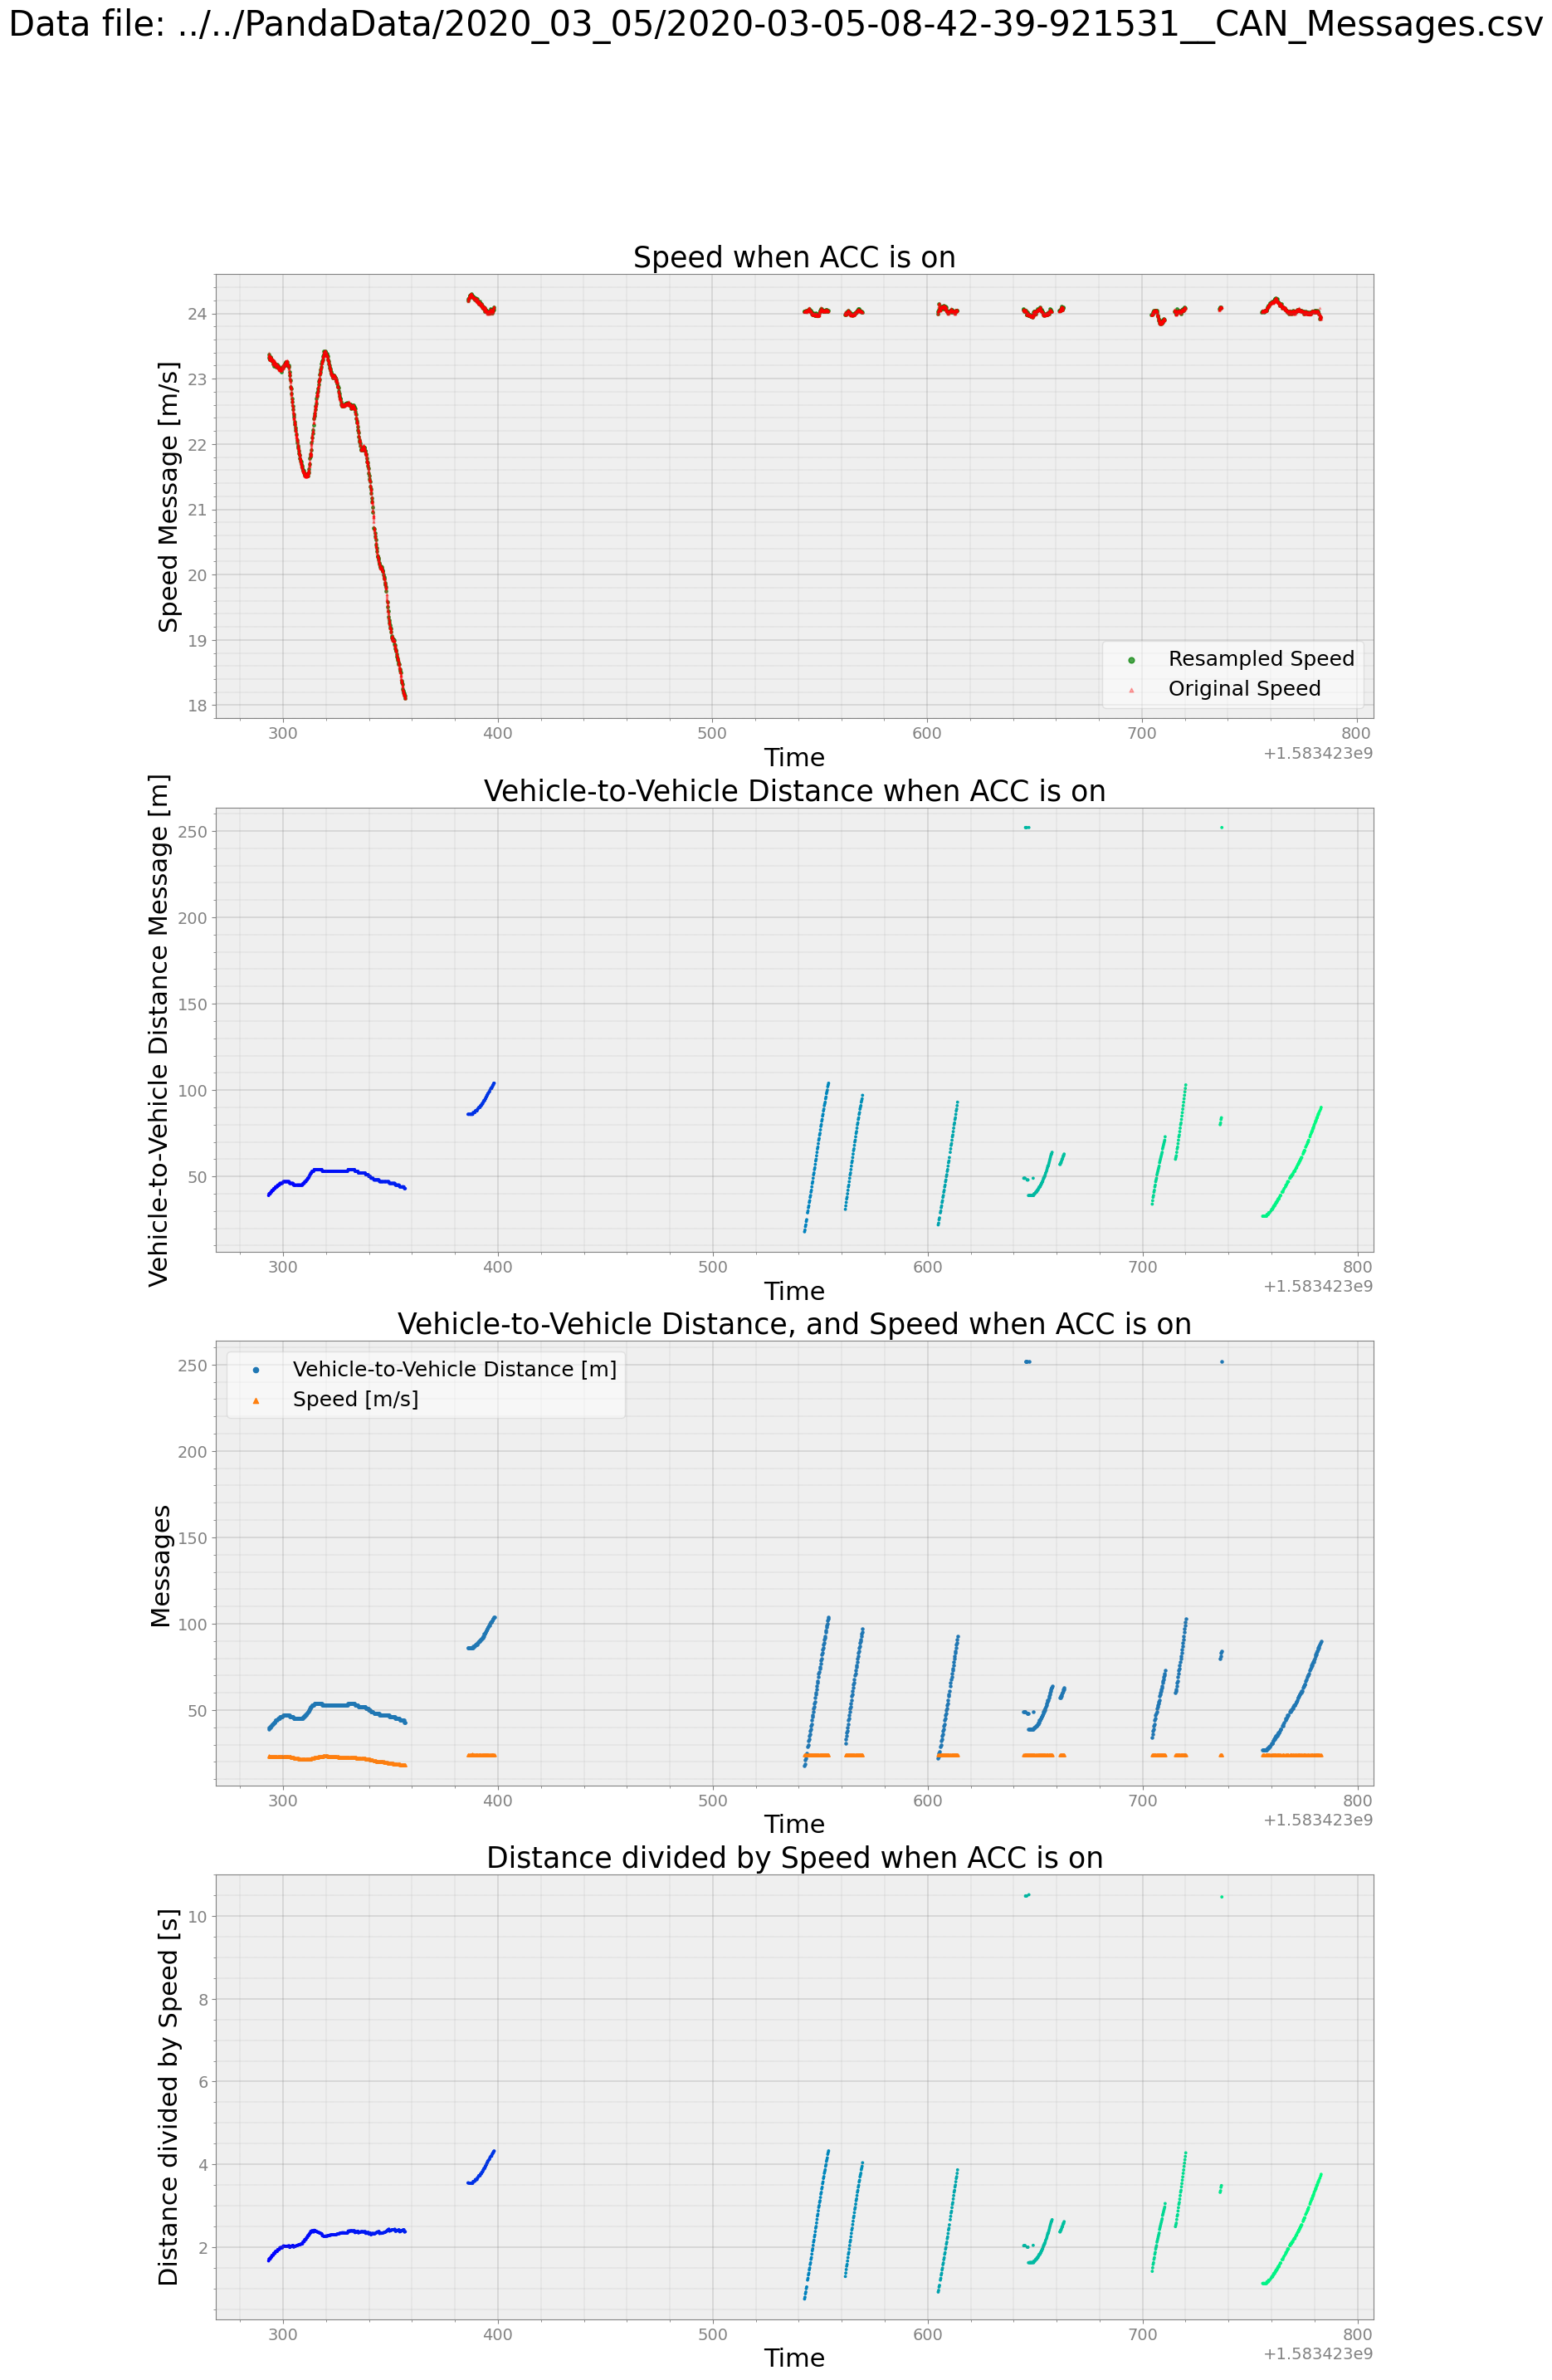 Data file: ../../PandaData/2020_03_05/2020-03-05-08-42-39-921531__CAN_Messages.csv
Speed when ACC is on
Speed Message [m/s]
24
23
22
21
20
19
18
Resampled Speed
Original Speed
300 400 500 600 700 800
Time
+1.583423e9
Vehicle-to-Vehicle Distance when ACC is on
Vehicle-to-Vehicle Distance Message [m]
250
200
150
100
50
300 400 500 600 700 800
Time
+1.583423e9
Vehicle-to-Vehicle Distance, and Speed when ACC is on
Messages
250
Vehicle-to-Vehicle Distance [m]
Speed [m/s]
200
150
100
50
300 400 500 600 700 800
Time
+1.583423e9
Distance divided by Speed when ACC is on
Distance divided by Speed [s]
10
8
6
4
2
300 400 500 600 700 800
Time
+1.583423e9